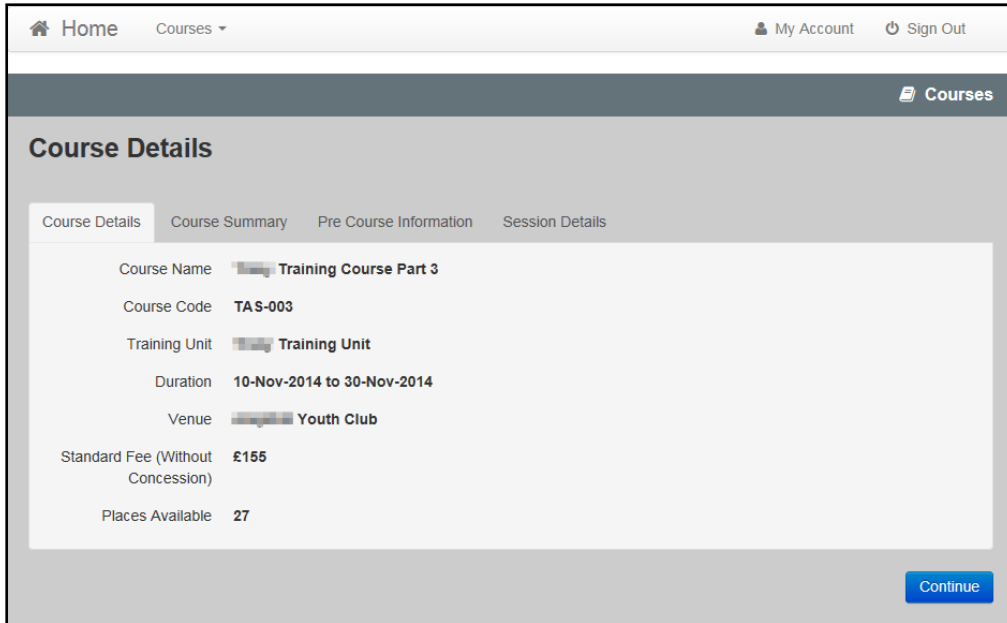 Home Courses My Account Sign Out
Courses
Course Details
Course Details Course Summary Pre Course Information Session Details
Course Name Training Course Part 3
Course Code TAS-003
Training Unit Training Unit
Duration 10-Nov-2014 to 30-Nov-2014
Venue Youth Club
Standard Fee (Without £155
Concession)
Places Available 27
Continue